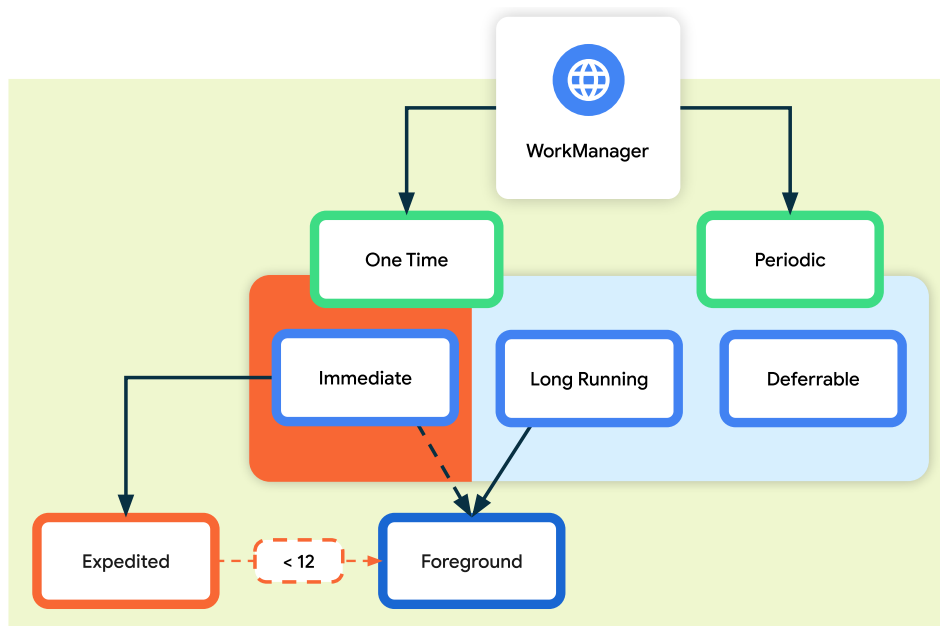 WorkManager
One Time
Periodic
Immediate
Long Running
Deferrable
Expedited
< 12
Foreground